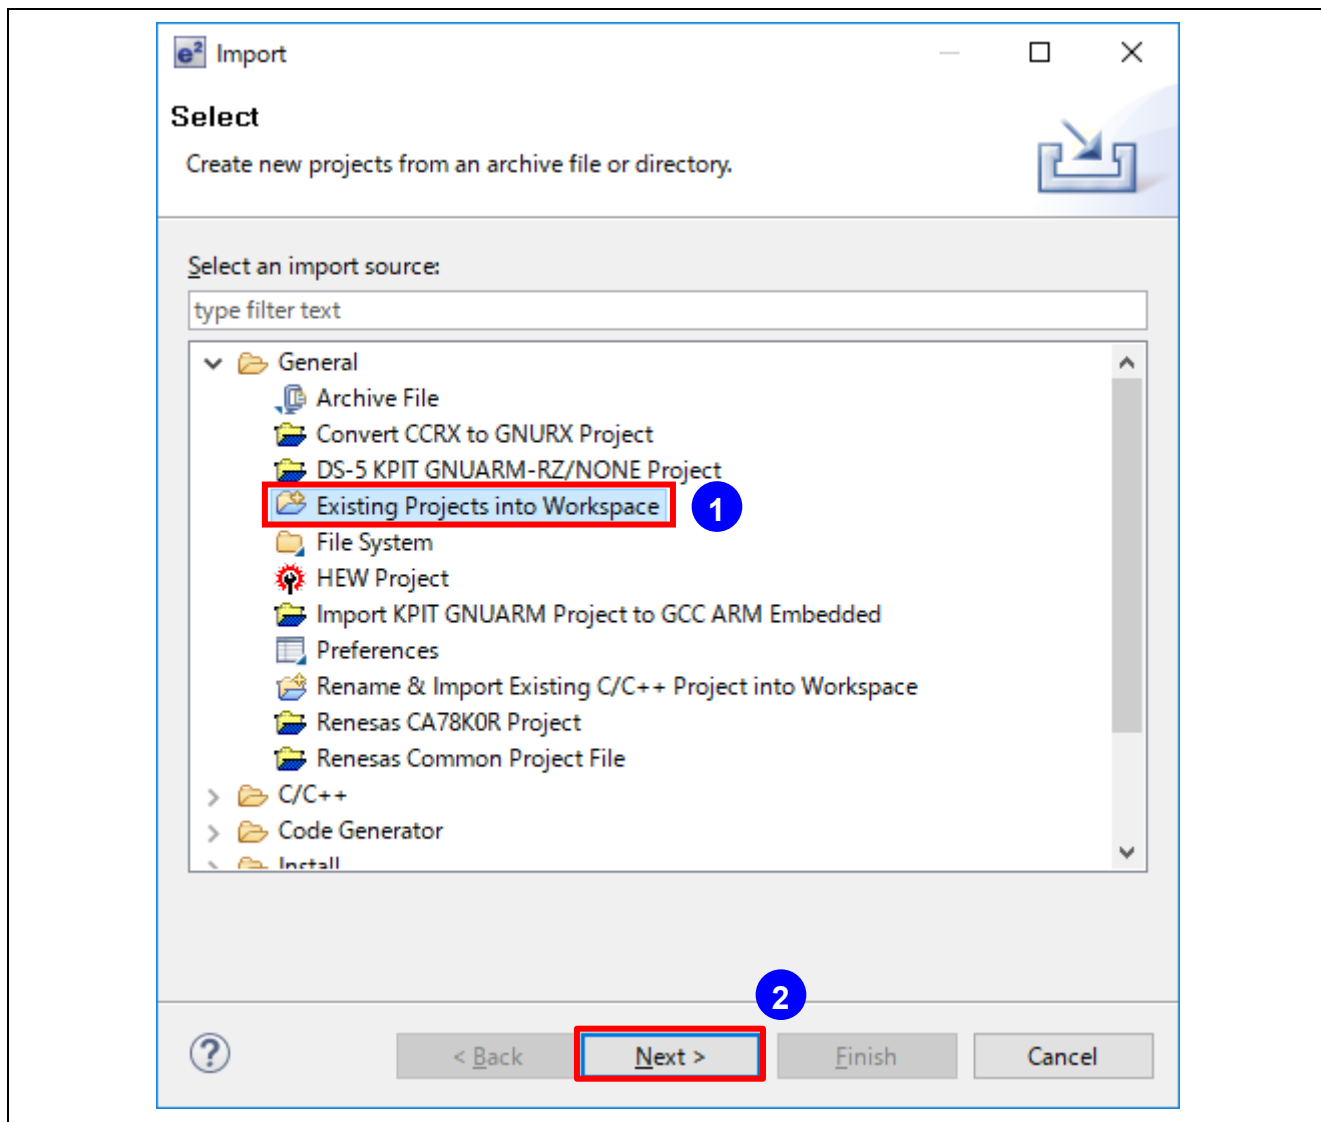 e² Import
Select
Create new projects from an archive file or directory.
Select an import source:
type filter text
General
Archive File
Convert CCRX to GNURX Project
DS-5 KPIT GNUARM-RZ/NONE Project
Existing Projects into Workspace 1
File System
HEW Project
Import KPIT GNUARM Project to GCC ARM Embedded
Preferences
Rename & Import Existing C/C++ Project into Workspace
Renesas CA78K0R Project
Renesas Common Project File
C/C++
Code Generator
Install
2
? < Back Next > Finish Cancel